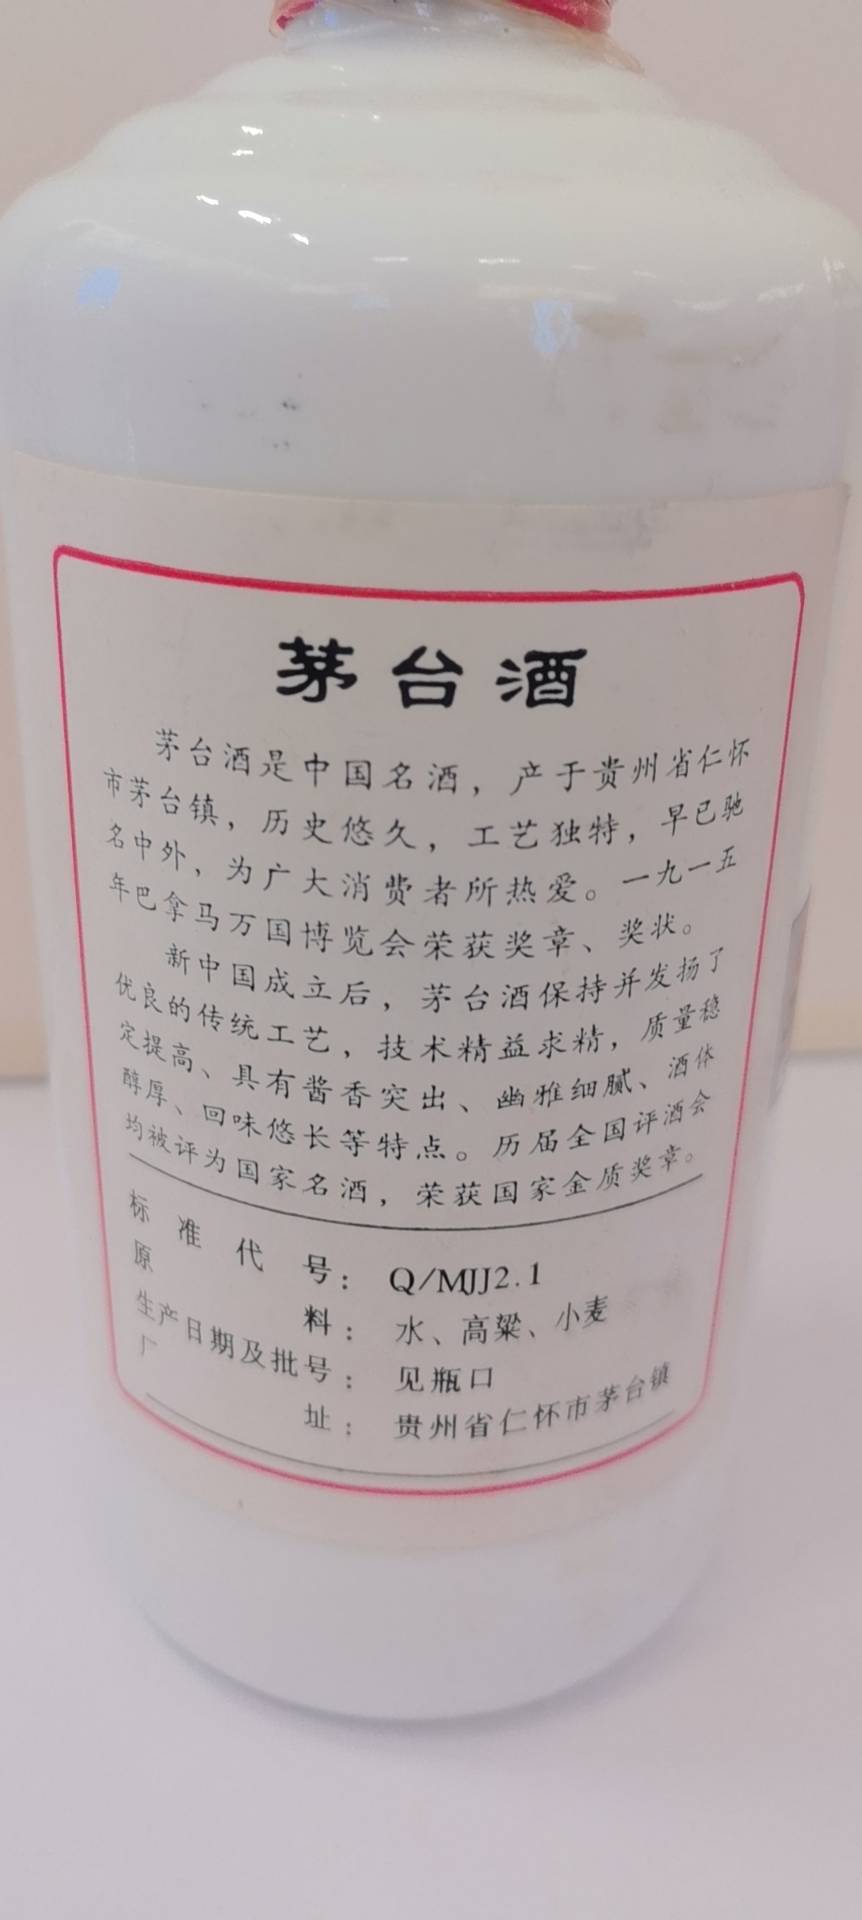 茅台酒
茅台酒是中国名酒，产于贵州省仁怀
市茅台镇，历史悠久，工艺独特，早已驰
名中外，为广大消费者所热爱。一九一五
年巴拿马万国博览会荣获奖章、奖状。
新中国成立后，茅台酒保持并发扬了
优良的传统工艺，技术精益求精，质量稳
定提高、具有酱香突出、幽雅细腻、酒体
醇厚、回味悠长等特点。历届全国评酒会
均被评为国家名酒，荣获国家金质奖章。
标准代号：Q/MJJ2.1
原料：水、高粱、小麦
生产日期及批号：见瓶口
厂址：贵州省仁怀市茅台镇